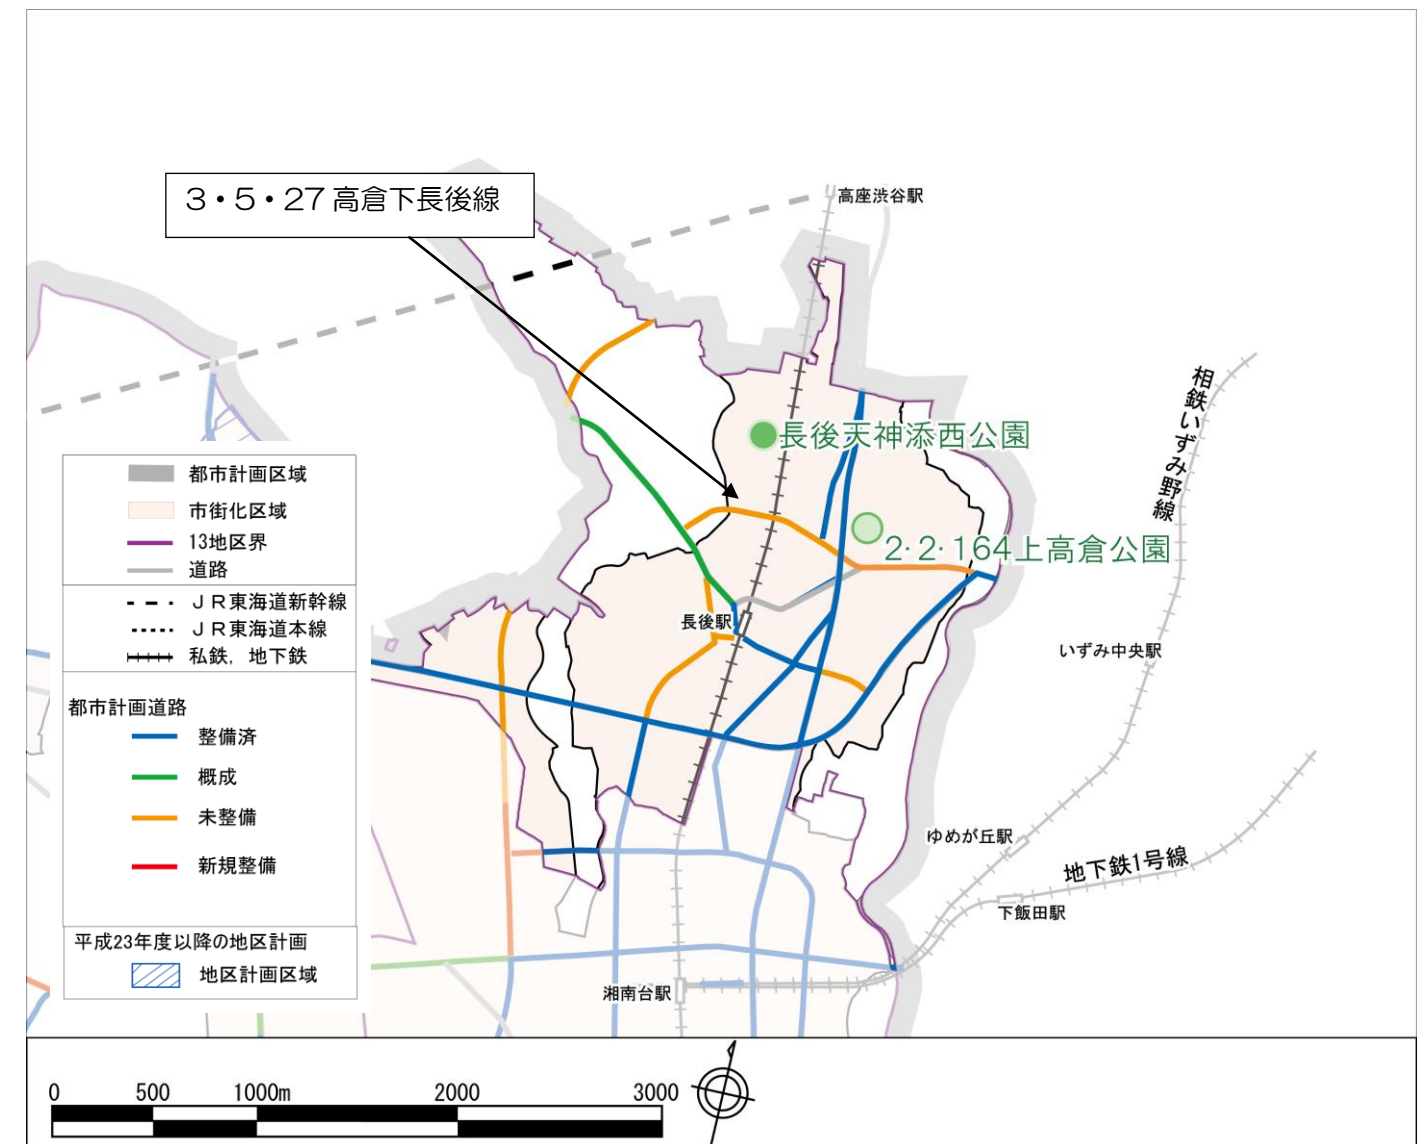 3・5・27 高倉下長後線
高座渋谷駅
相鉄いずみ野線
長後天神添西公園
2·2·164上高倉公園
長後駅
いずみ中央駅
ゆめが丘駅
地下鉄1号線
下飯田駅
湘南台駅
都市計画区域
市街化区域
13地区界
道路
JR東海道新幹線
JR東海道本線
私鉄，地下鉄
都市計画道路
整備済
概成
未整備
新規整備
平成23年度以降の地区計画
地区計画区域
0 500 1000m 2000 3000